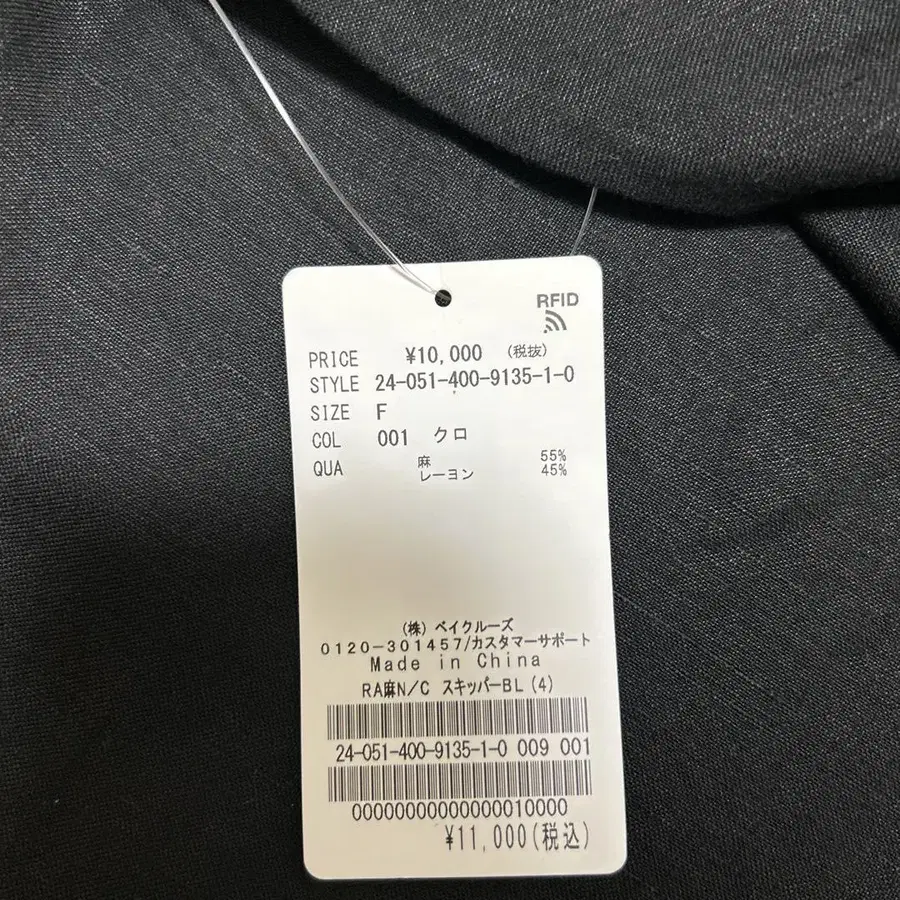 RFID
PRICE ¥10,000 (税抜)
STYLE 24-051-400-9135-1-0
SIZE F
COL 001 クロ
QUA 麻 55%
レーヨン 45%
(株) ベイクルーズ
0120-301457/カスタマーサポート
Made in China
RA麻N/C スキッパーBL(4)
24-051-400-9135-1-0 009 001
00000000000000010000
¥11,000(税込)